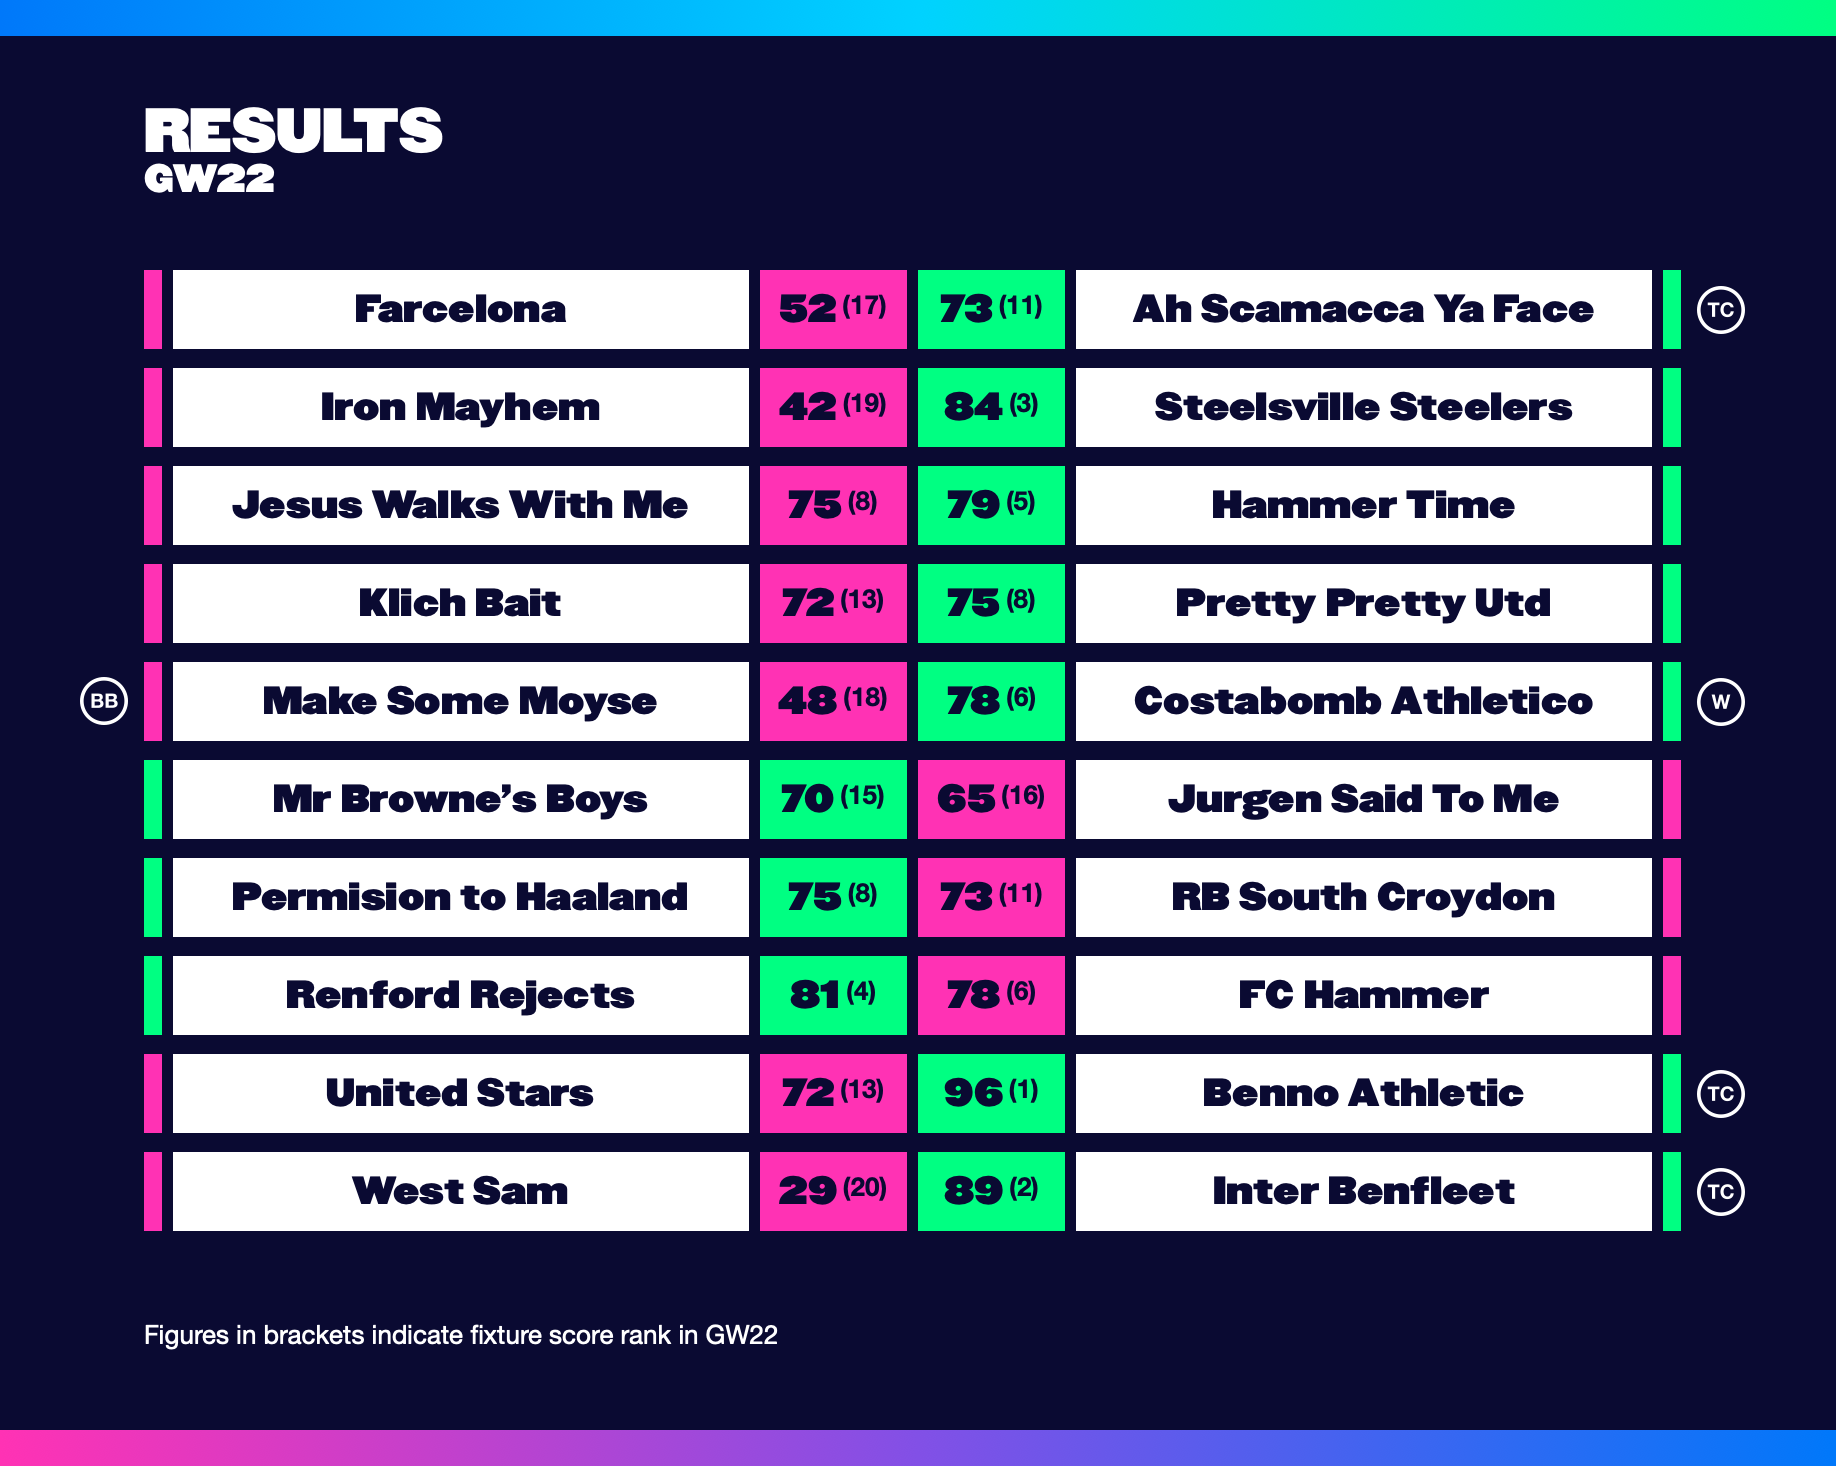 RESULTS
GW22
Farcelona 52 (17) 73 (11) Ah Scamacca Ya Face TC
Iron Mayhem 42 (19) 84 (3) Steelsville Steelers
Jesus Walks With Me 75 (8) 79 (5) Hammer Time
Klich Bait 72 (13) 75 (8) Pretty Pretty Utd
BB Make Some Moyse 48 (18) 78 (6) Costabomb Athletico W
Mr Browne’s Boys 70 (15) 65 (16) Jurgen Said To Me
Permision to Haaland 75 (8) 73 (11) RB South Croydon
Renford Rejects 81 (4) 78 (6) FC Hammer
United Stars 72 (13) 96 (1) Benno Athletic TC
West Sam 29 (20) 89 (2) Inter Benfleet TC
Figures in brackets indicate fixture score rank in GW22